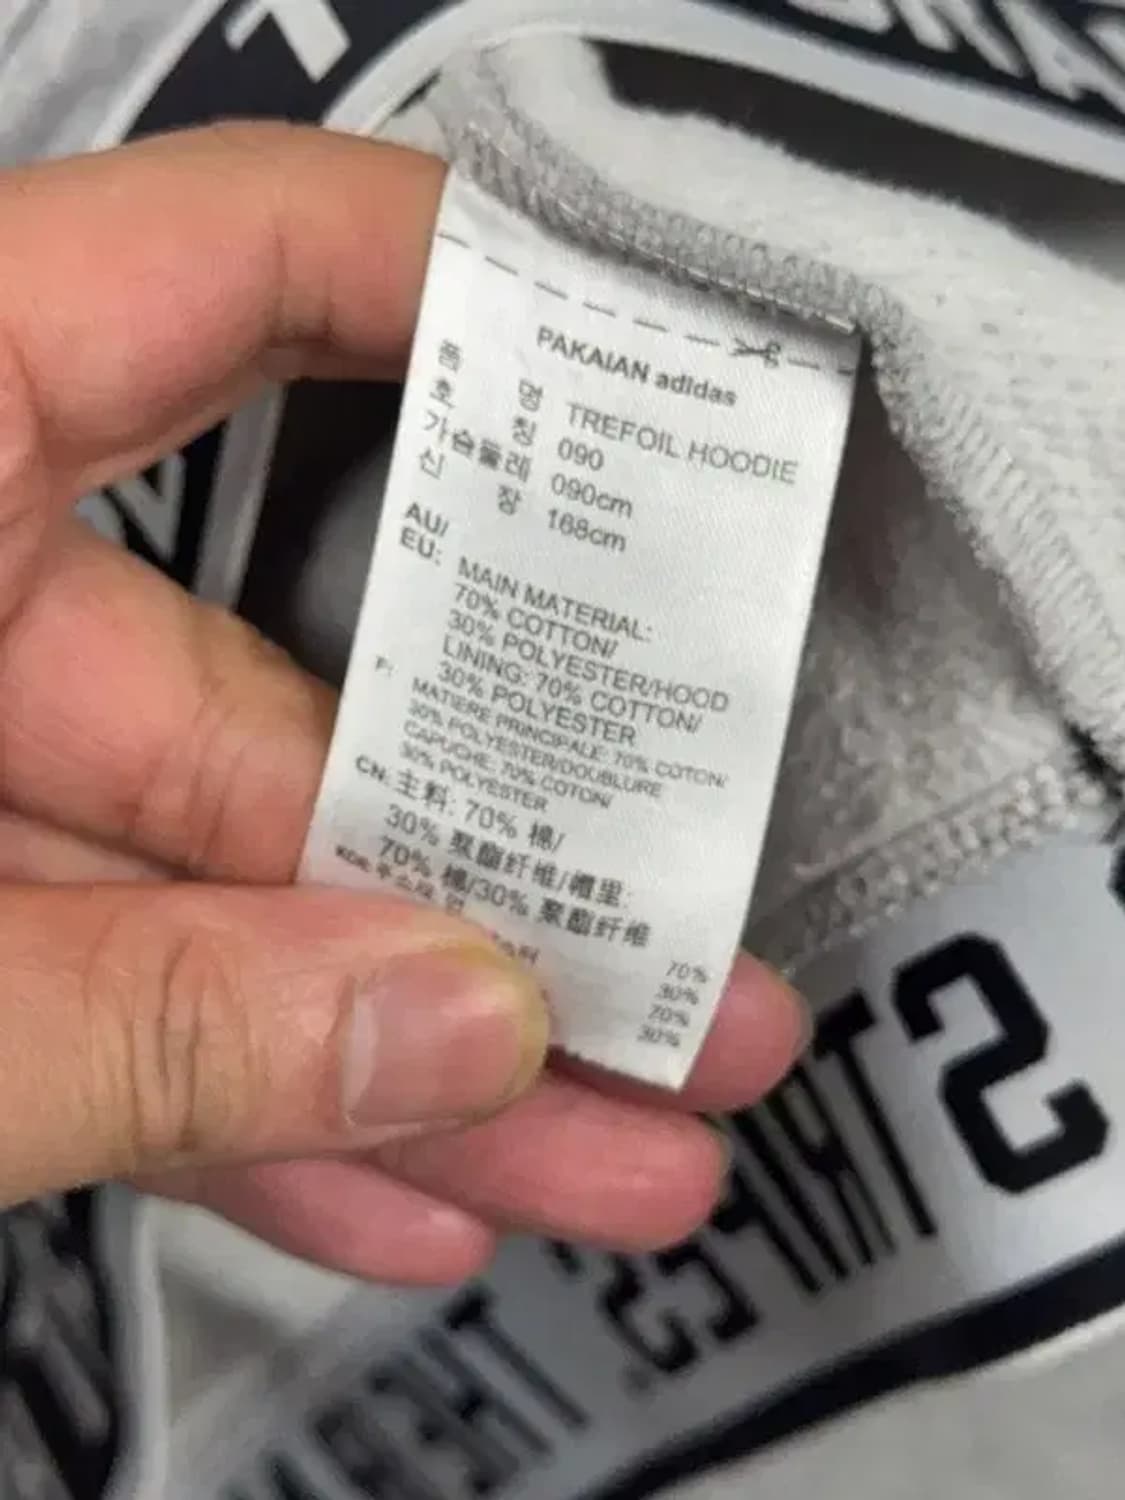 PAKAIAN adidas
품 명 TREFOIL HOODIE
호 칭 090
가슴둘레 090cm
신 장 168cm
AU/
EU: MAIN MATERIAL:
70% COTTON/
30% POLYESTER/HOOD
LINING: 70% COTTON/
30% POLYESTER
F: MATIERE PRINCIPALE: 70% COTON/
30% POLYESTER/DOUBLURE
CAPUCHE: 70% COTON/
30% POLYESTER
CN: 主料: 70% 棉/
30% 聚酯纤维/帽里:
70% 棉/30% 聚酯纤维
70%
30%
70%
30%